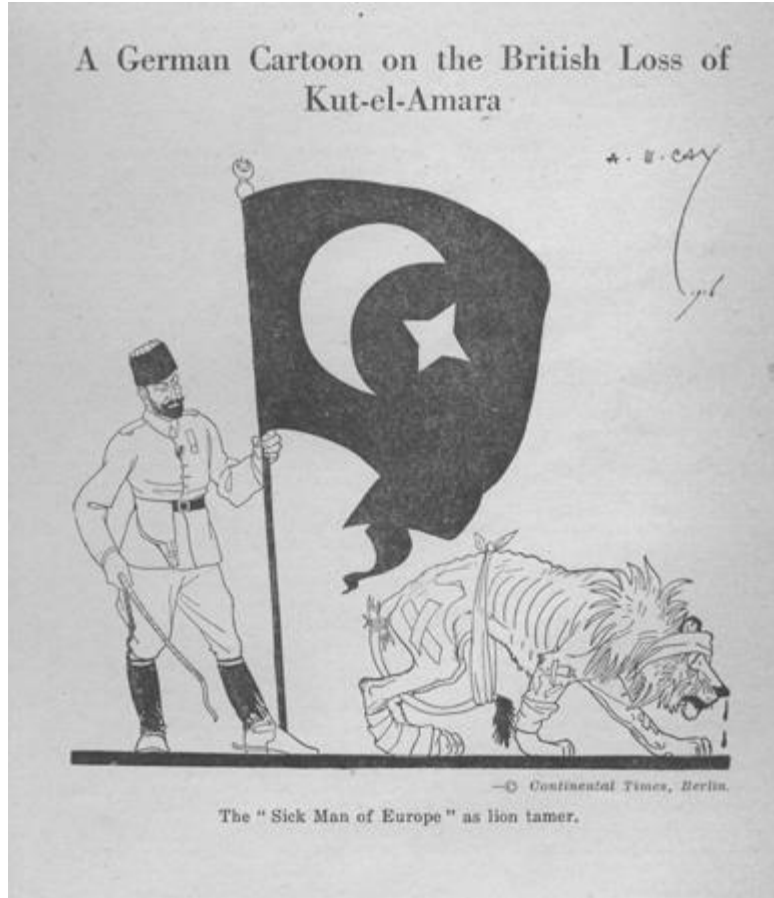 A German Cartoon on the British Loss of
Kut-el-Amara
A. H. CAY
1916
—© Continental Times, Berlin.
The "Sick Man of Europe" as lion tamer.